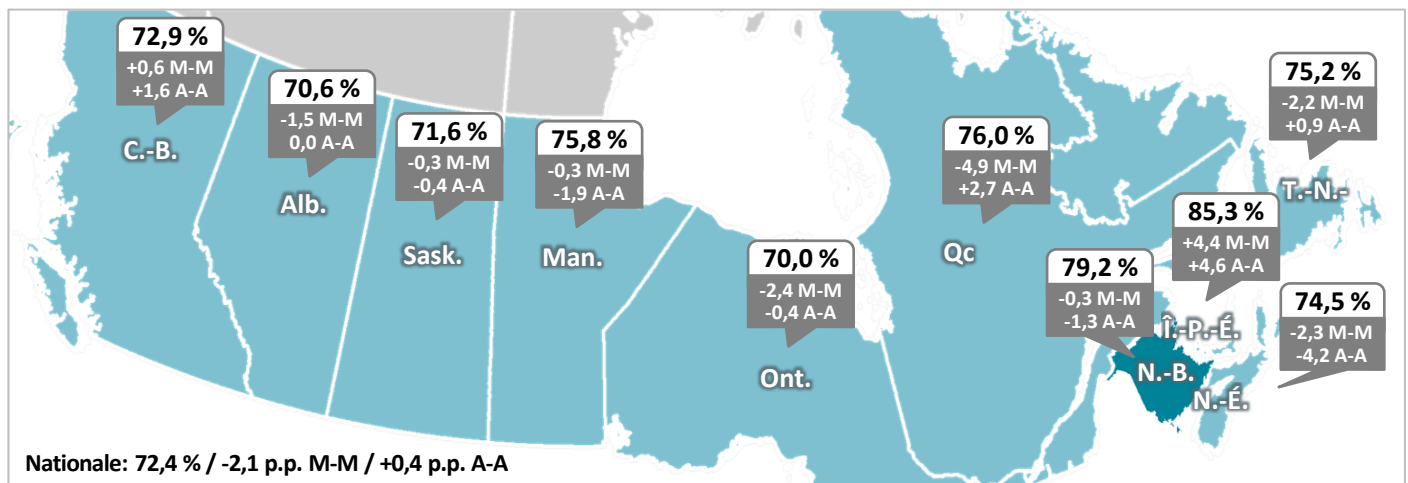 72,9 %
+0,6 M-M
+1,6 A-A
C.-B.
70,6 %
-1,5 M-M
0,0 A-A
Alb.
71,6 %
-0,3 M-M
-0,4 A-A
Sask.
75,8 %
-0,3 M-M
-1,9 A-A
Man.
70,0 %
-2,4 M-M
-0,4 A-A
Ont.
76,0 %
-4,9 M-M
+2,7 A-A
Qc
75,2 %
-2,2 M-M
+0,9 A-A
T.-N.-
85,3 %
+4,4 M-M
+4,6 A-A
Î.-P.-É.
79,2 %
-0,3 M-M
-1,3 A-A
N.-B.
74,5 %
-2,3 M-M
-4,2 A-A
N.-É.
Nationale: 72,4 % / -2,1 p.p. M-M / +0,4 p.p. A-A